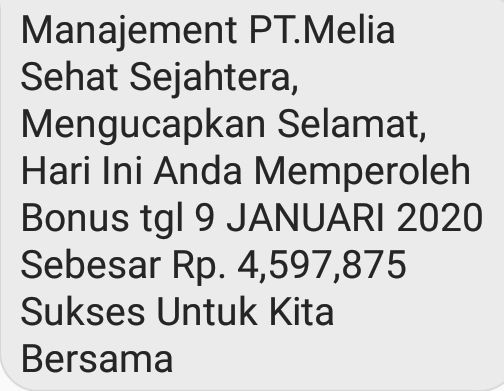 Manajement PT.Melia
Sehat Sejahtera,
Mengucapkan Selamat,
Hari Ini Anda Memperoleh
Bonus tgl 9 JANUARI 2020
Sebesar Rp. 4,597,875
Sukses Untuk Kita
Bersama